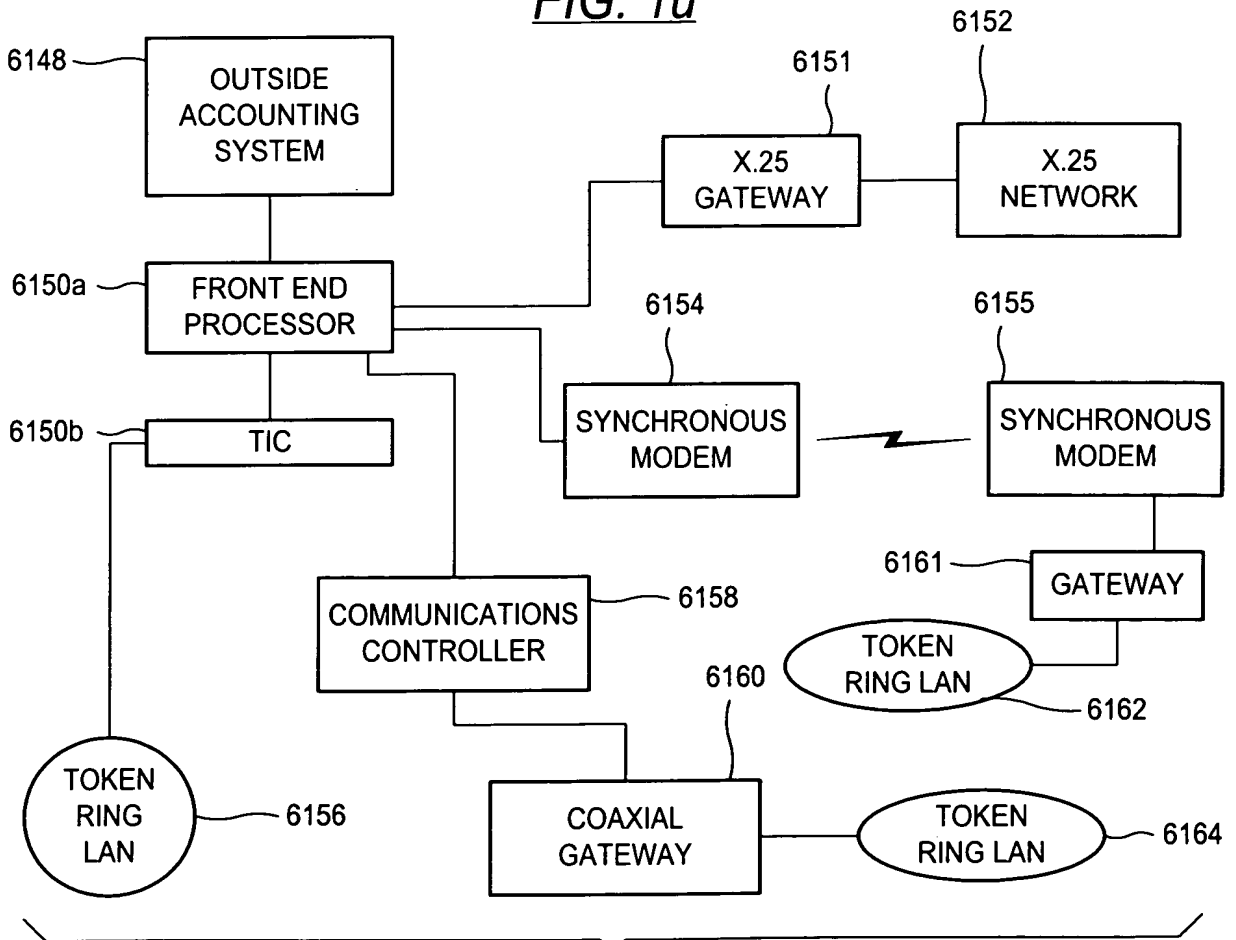 FIG. 1u
6148
OUTSIDE
ACCOUNTING
SYSTEM
6151
6152
X.25
GATEWAY
X.25
NETWORK
6150a
FRONT END
PROCESSOR
6154
6155
6150b
TIC
SYNCHRONOUS
MODEM
SYNCHRONOUS
MODEM
6161
GATEWAY
COMMUNICATIONS
CONTROLLER
6158
TOKEN
RING LAN
6162
6160
TOKEN
RING
LAN
6156
COAXIAL
GATEWAY
TOKEN
RING LAN
6164